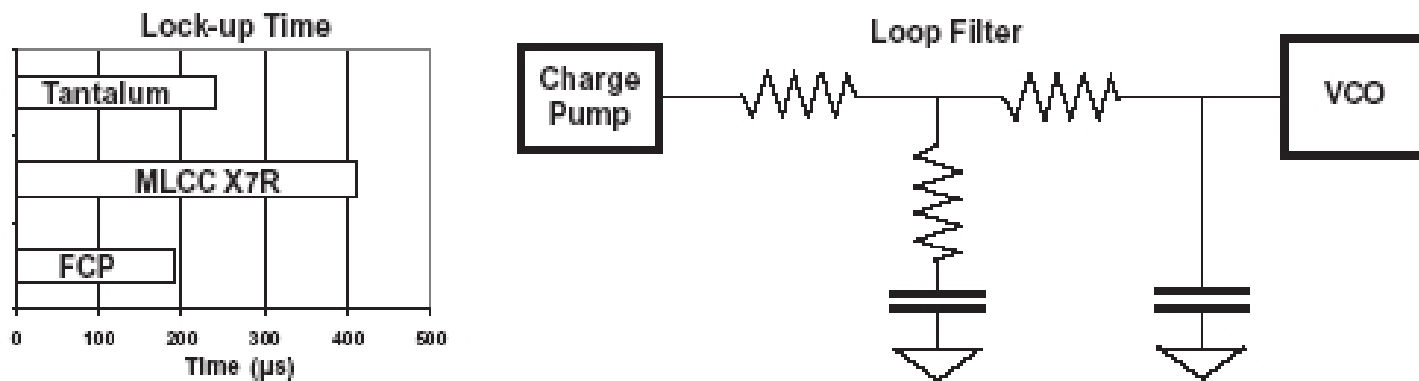 Lock-up Time
Tantalum
MLCC X7R
FCP
0 100 200 300 400 500
Time (µs)
Loop Filter
Charge
Pump
VCO